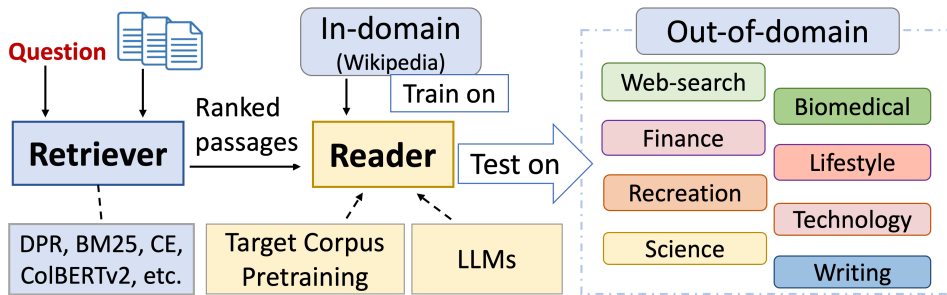 Question
Retriever
DPR, BM25, CE,
ColBERTv2, etc.
Ranked
passages
In-domain
(Wikipedia)
Train on
Reader
Target Corpus
Pretraining
LLMs
Test on
Out-of-domain
Web-search
Biomedical
Finance
Lifestyle
Recreation
Technology
Science
Writing